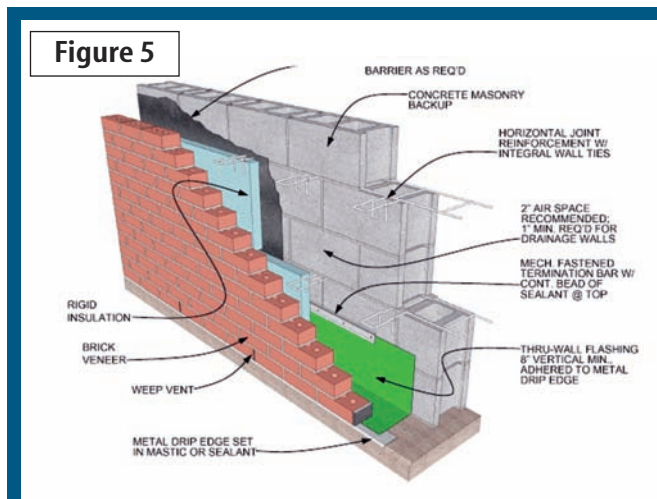 Figure 5
BARRIER AS REQ'D
CONCRETE MASONRY
BACKUP
HORIZONTAL JOINT
REINFORCEMENT W/
INTEGRAL WALL TIES
2" AIR SPACE
RECOMMENDED;
1" MIN. REQ'D FOR
DRAINAGE WALLS
MECH. FASTENED
TERMINATION BAR W/
CONT. BEAD OF
SEALANT @ TOP
RIGID
INSULATION
BRICK
VENEER
WEEP VENT
THRU-WALL FLASHING
8" VERTICAL MIN.,
ADHERED TO METAL
DRIP EDGE
METAL DRIP EDGE SET
IN MASTIC OR SEALANT